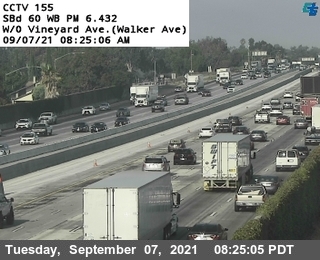 CCTV 155
SBd 60 WB PM 6.432
W/O Vineyard Ave.(Walker Ave)
09/07/21 08:25:06 AM
SWIFT
Tuesday, September 07, 2021 08:25:05 PDT